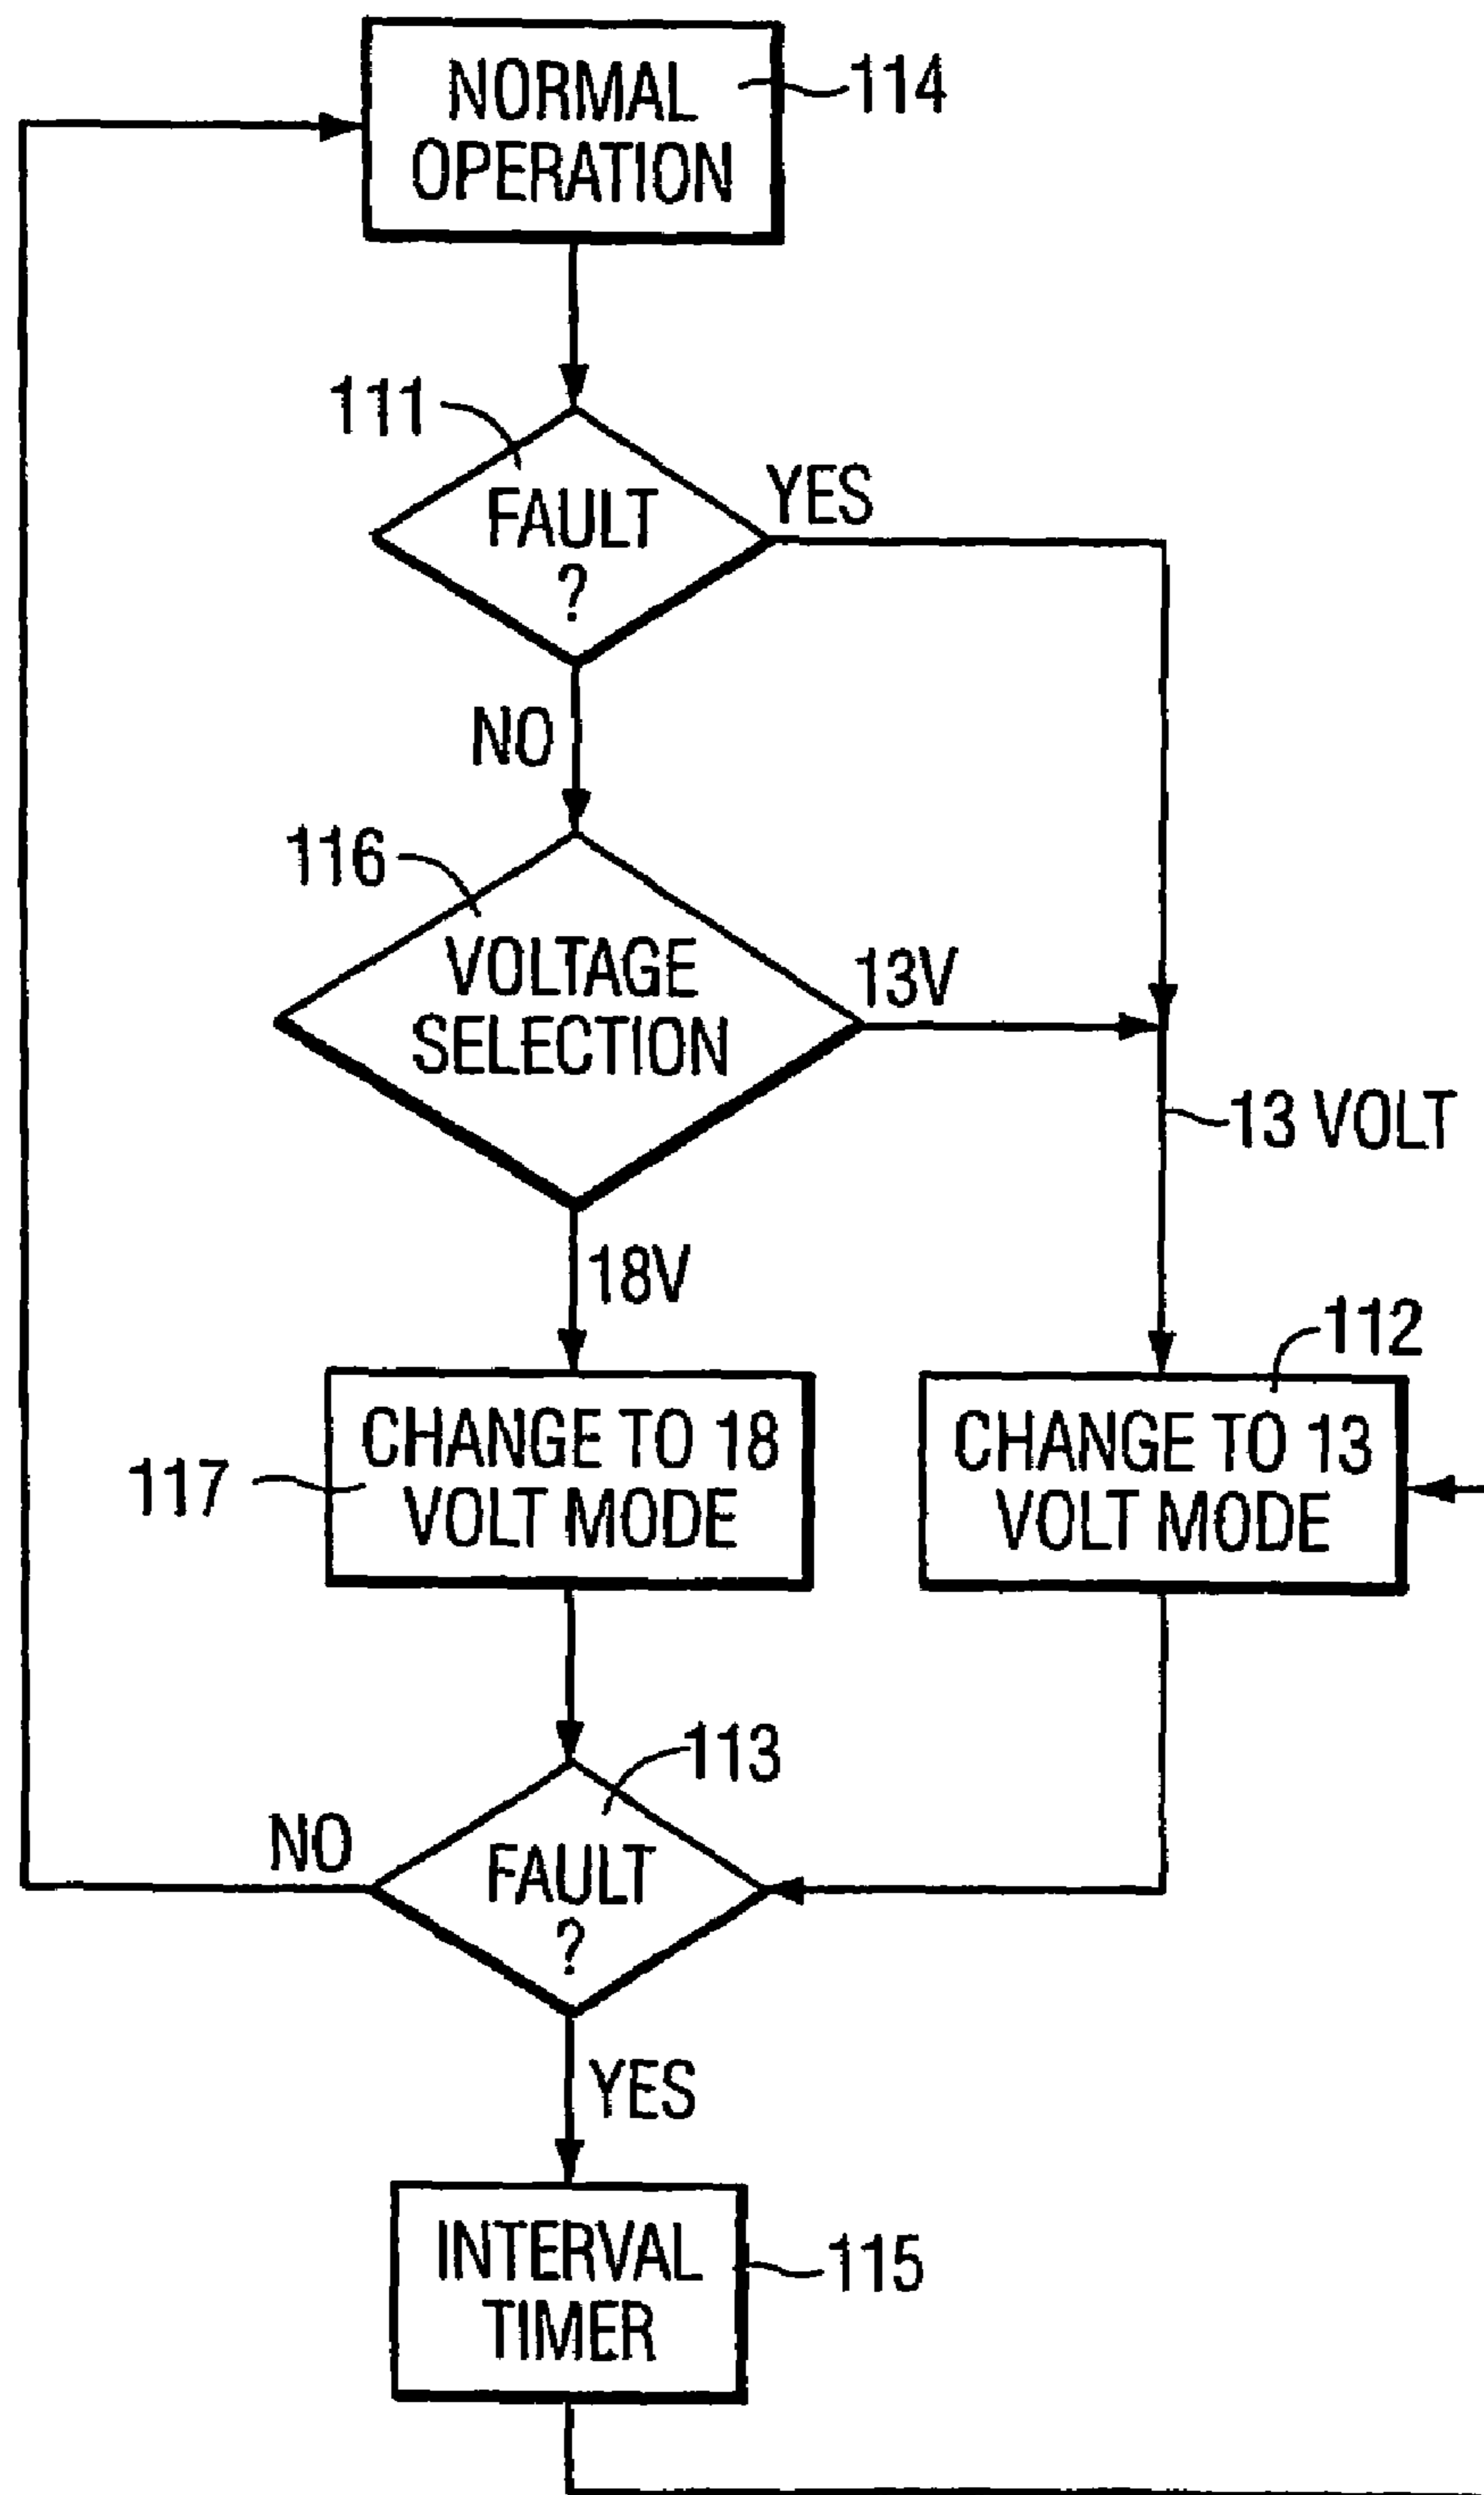 NORMAL
OPERATION
114
111
FAULT
?
YES
NO
116
VOLTAGE
SELECTION
13V
13 VOLT
18V
112
CHANGE TO 18
VOLT MODE
117
CHANGE TO 13
VOLT MODE
113
NO
FAULT
?
YES
INTERVAL
TIMER
115